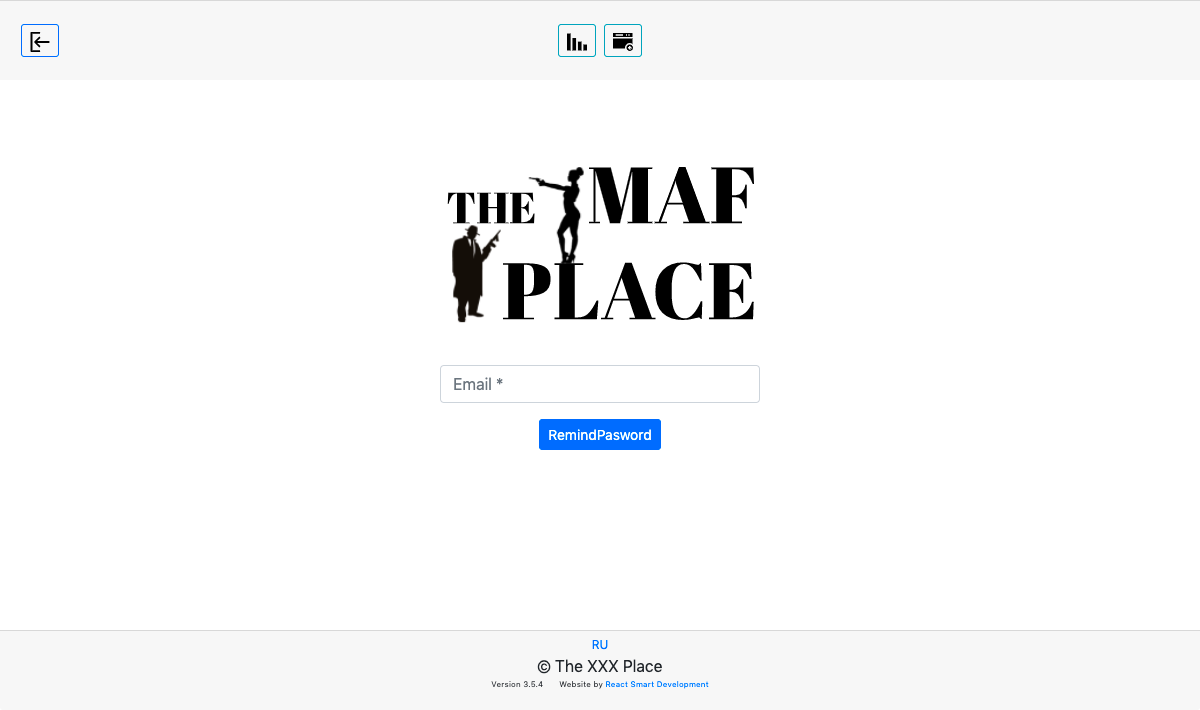 THE MAF
PLACE
Email *
RemindPasword
RU
© The XXX Place
Version 3.5.4 Website by React Smart Development